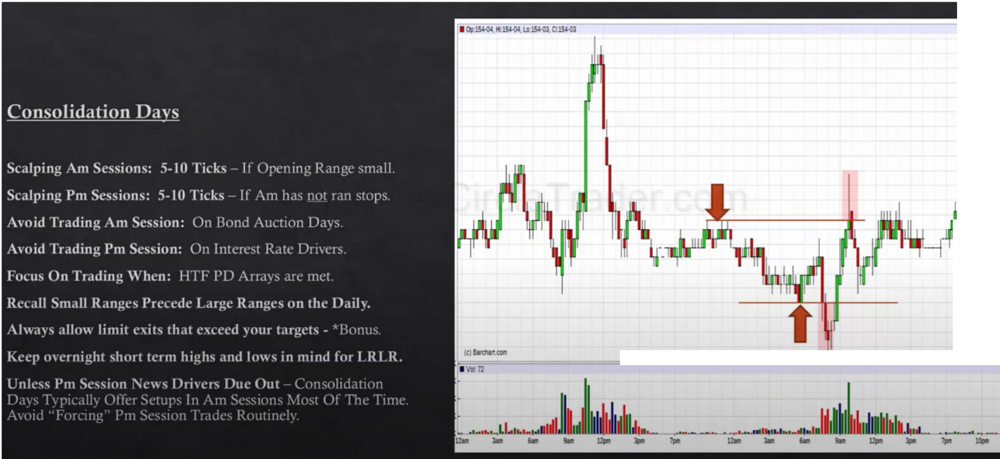 Consolidation Days
Scalping Am Sessions: 5-10 Ticks – If Opening Range small.
Scalping Pm Sessions: 5-10 Ticks – If Am has not ran stops.
Avoid Trading Am Session: On Bond Auction Days.
Avoid Trading Pm Session: On Interest Rate Drivers.
Focus On Trading When: HTF PD Arrays are met.
Recall Small Ranges Precede Large Ranges on the Daily.
Always allow limit exits that exceed your targets - *Bonus.
Keep overnight short term highs and lows in mind for LRLR.
Unless Pm Session News Drivers Due Out – Consolidation
Days Typically Offer Setups In Am Sessions Most Of The Time.
Avoid “Forcing” Pm Session Trades Routinely.
Op:154-04, Hi:154-04, Lo:154-03, Cl:154-03
CircleTrader.com
(c) Barchart.com
Vol: 72
12am 3am 6am 9am 12pm 3pm 7pm 12am 3am 6am 9am 12pm 3pm 7pm 10pm